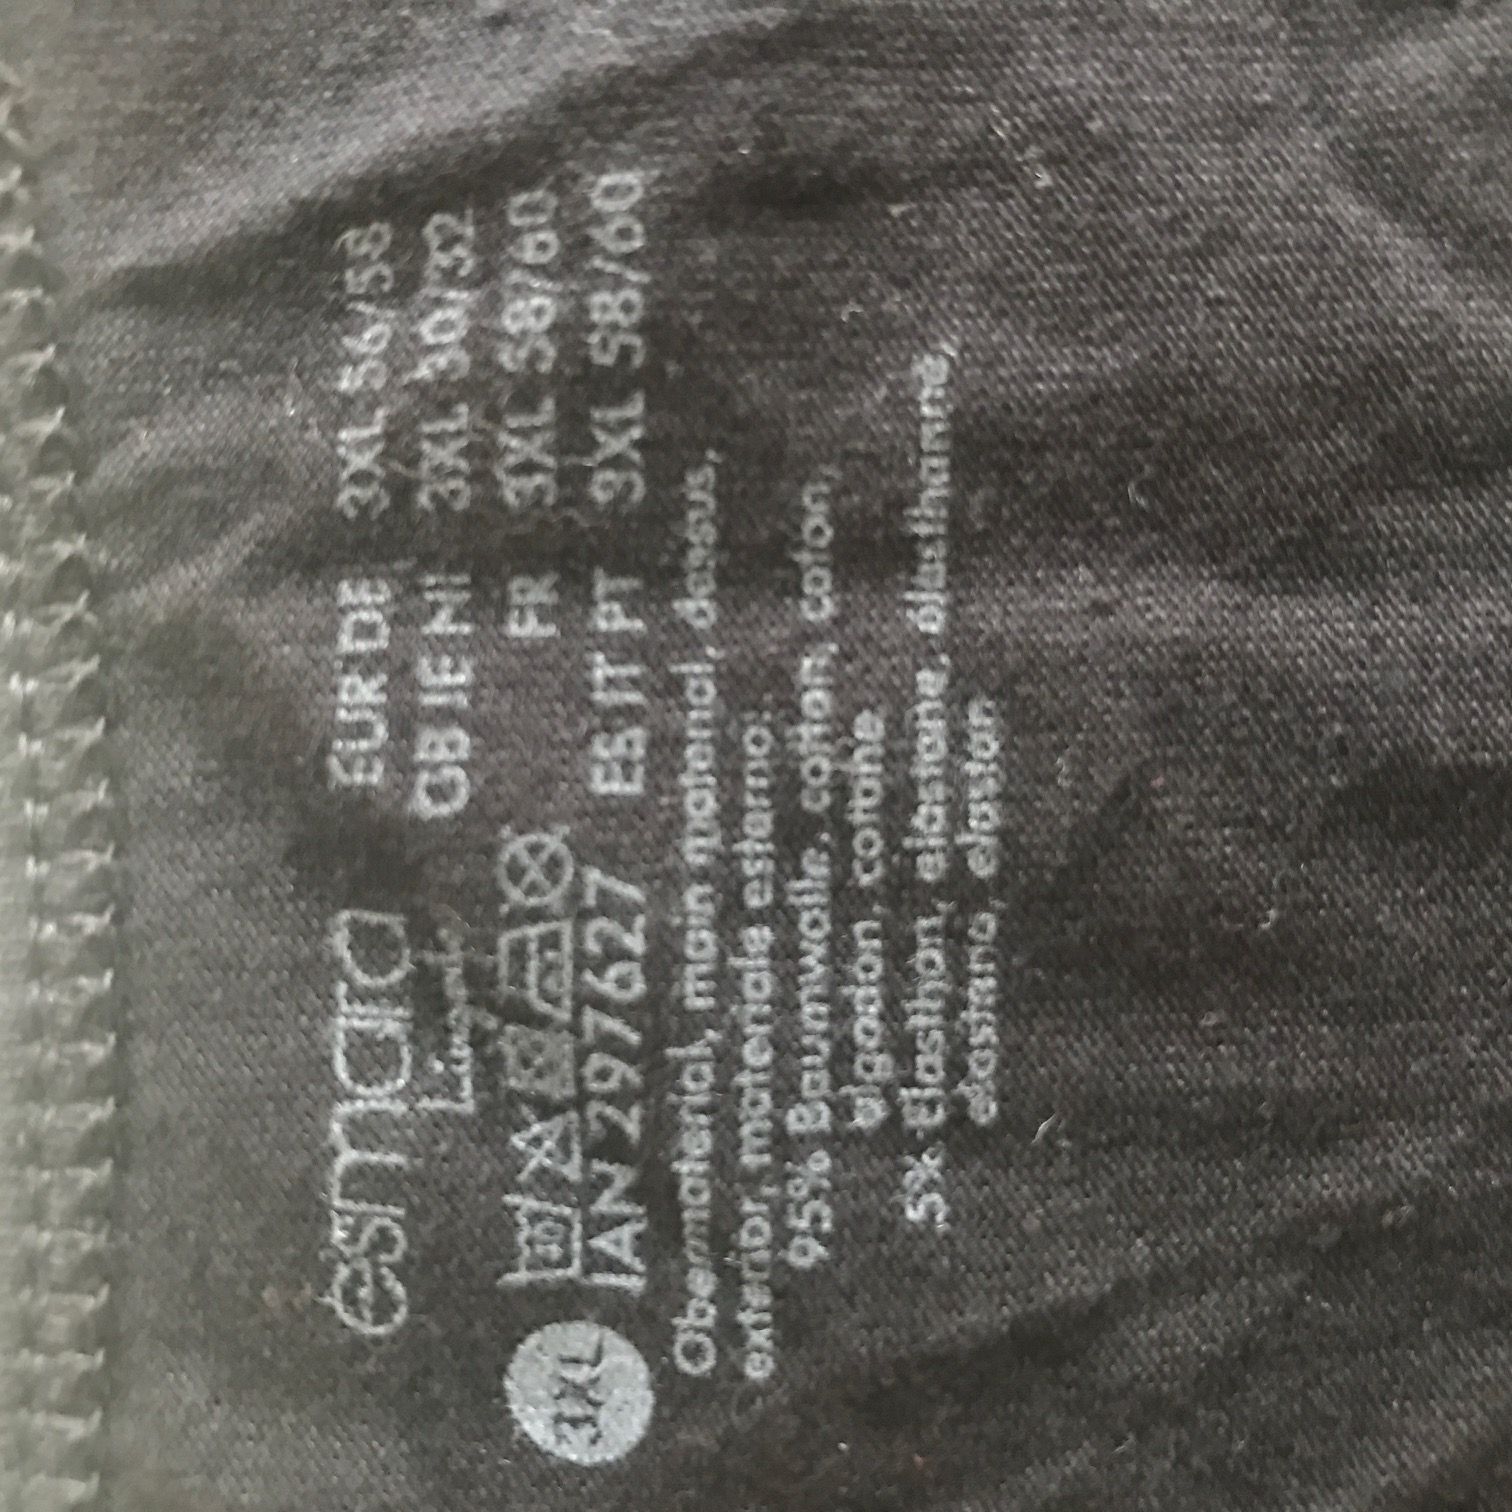 esmara
Lingerie
EUR DE 3XL 56/58
GB IE NI 3XL 30/32
FR 3XL 58/60
ES IT PT 3XL 58/60
3XL
40
IAN 297627
Obermaterial, main material, dessus,
exterior, materiale esterno:
95% Baumwolle, cotton, coton,
algodón, cotone
5% Elasthan, elastane, élasthanne,
elastano, elastan